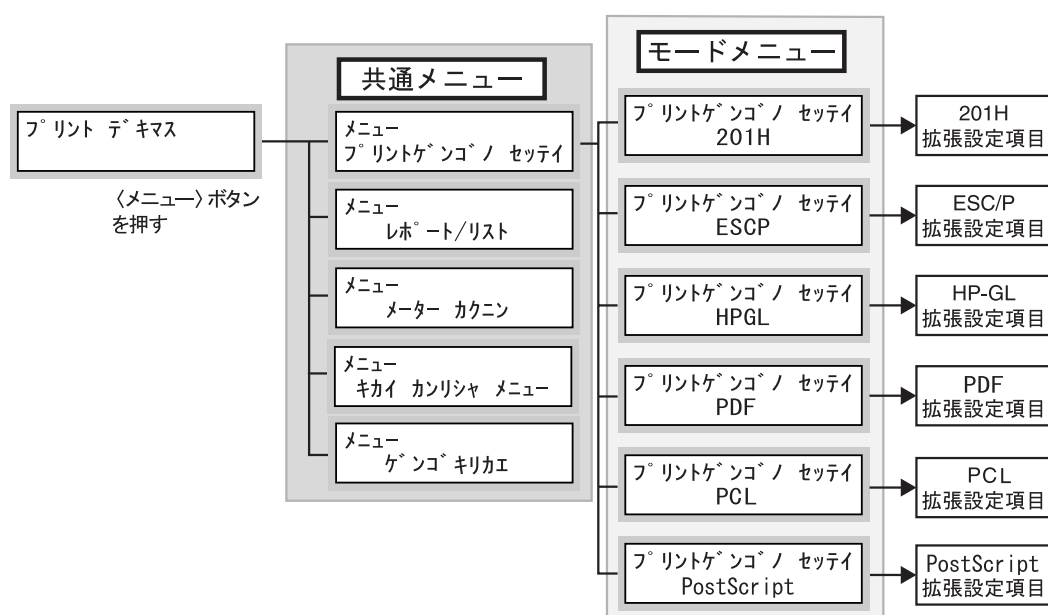 共通メニュー
モードメニュー
プリント デキマス
〈メニュー〉ボタン
を押す
メニュー
プリントゲンゴノ セッテイ
メニュー
レポート/リスト
メニュー
メーター カクニン
メニュー
キカイ カンリシャ メニュー
メニュー
ゲンゴキリカエ
プリントゲンゴノ セッテイ
201H
プリントゲンゴノ セッテイ
ESCP
プリントゲンゴノ セッテイ
HPGL
プリントゲンゴノ セッテイ
PDF
プリントゲンゴノ セッテイ
PCL
プリントゲンゴノ セッテイ
PostScript
201H
拡張設定項目
ESC/P
拡張設定項目
HP-GL
拡張設定項目
PDF
拡張設定項目
PCL
拡張設定項目
PostScript
拡張設定項目